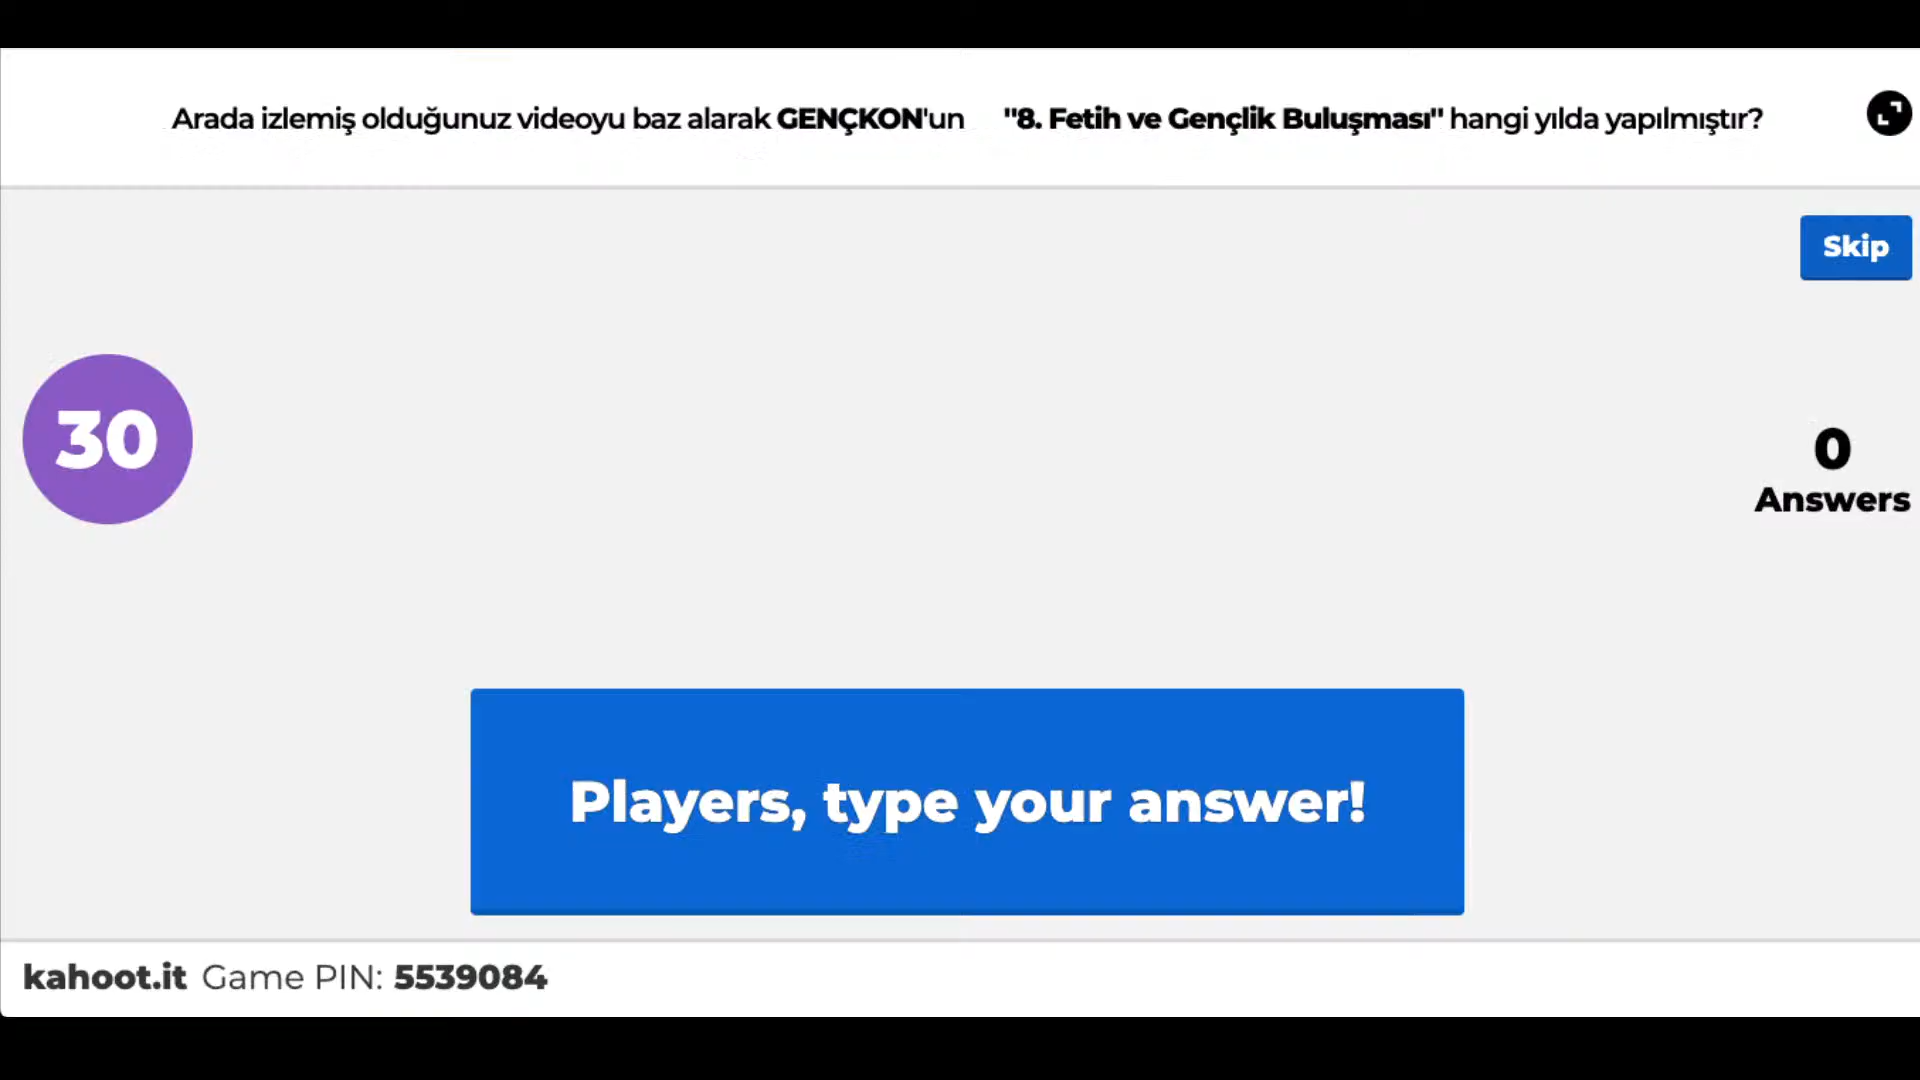 Arada izlemiş olduğunuz videoyu baz alarak GENÇKON'un "8. Fetih ve Gençlik Buluşması" hangi yılda yapılmıştır?
Skip
30
0
Answers
Players, type your answer!
kahoot.it Game PIN: 5539084